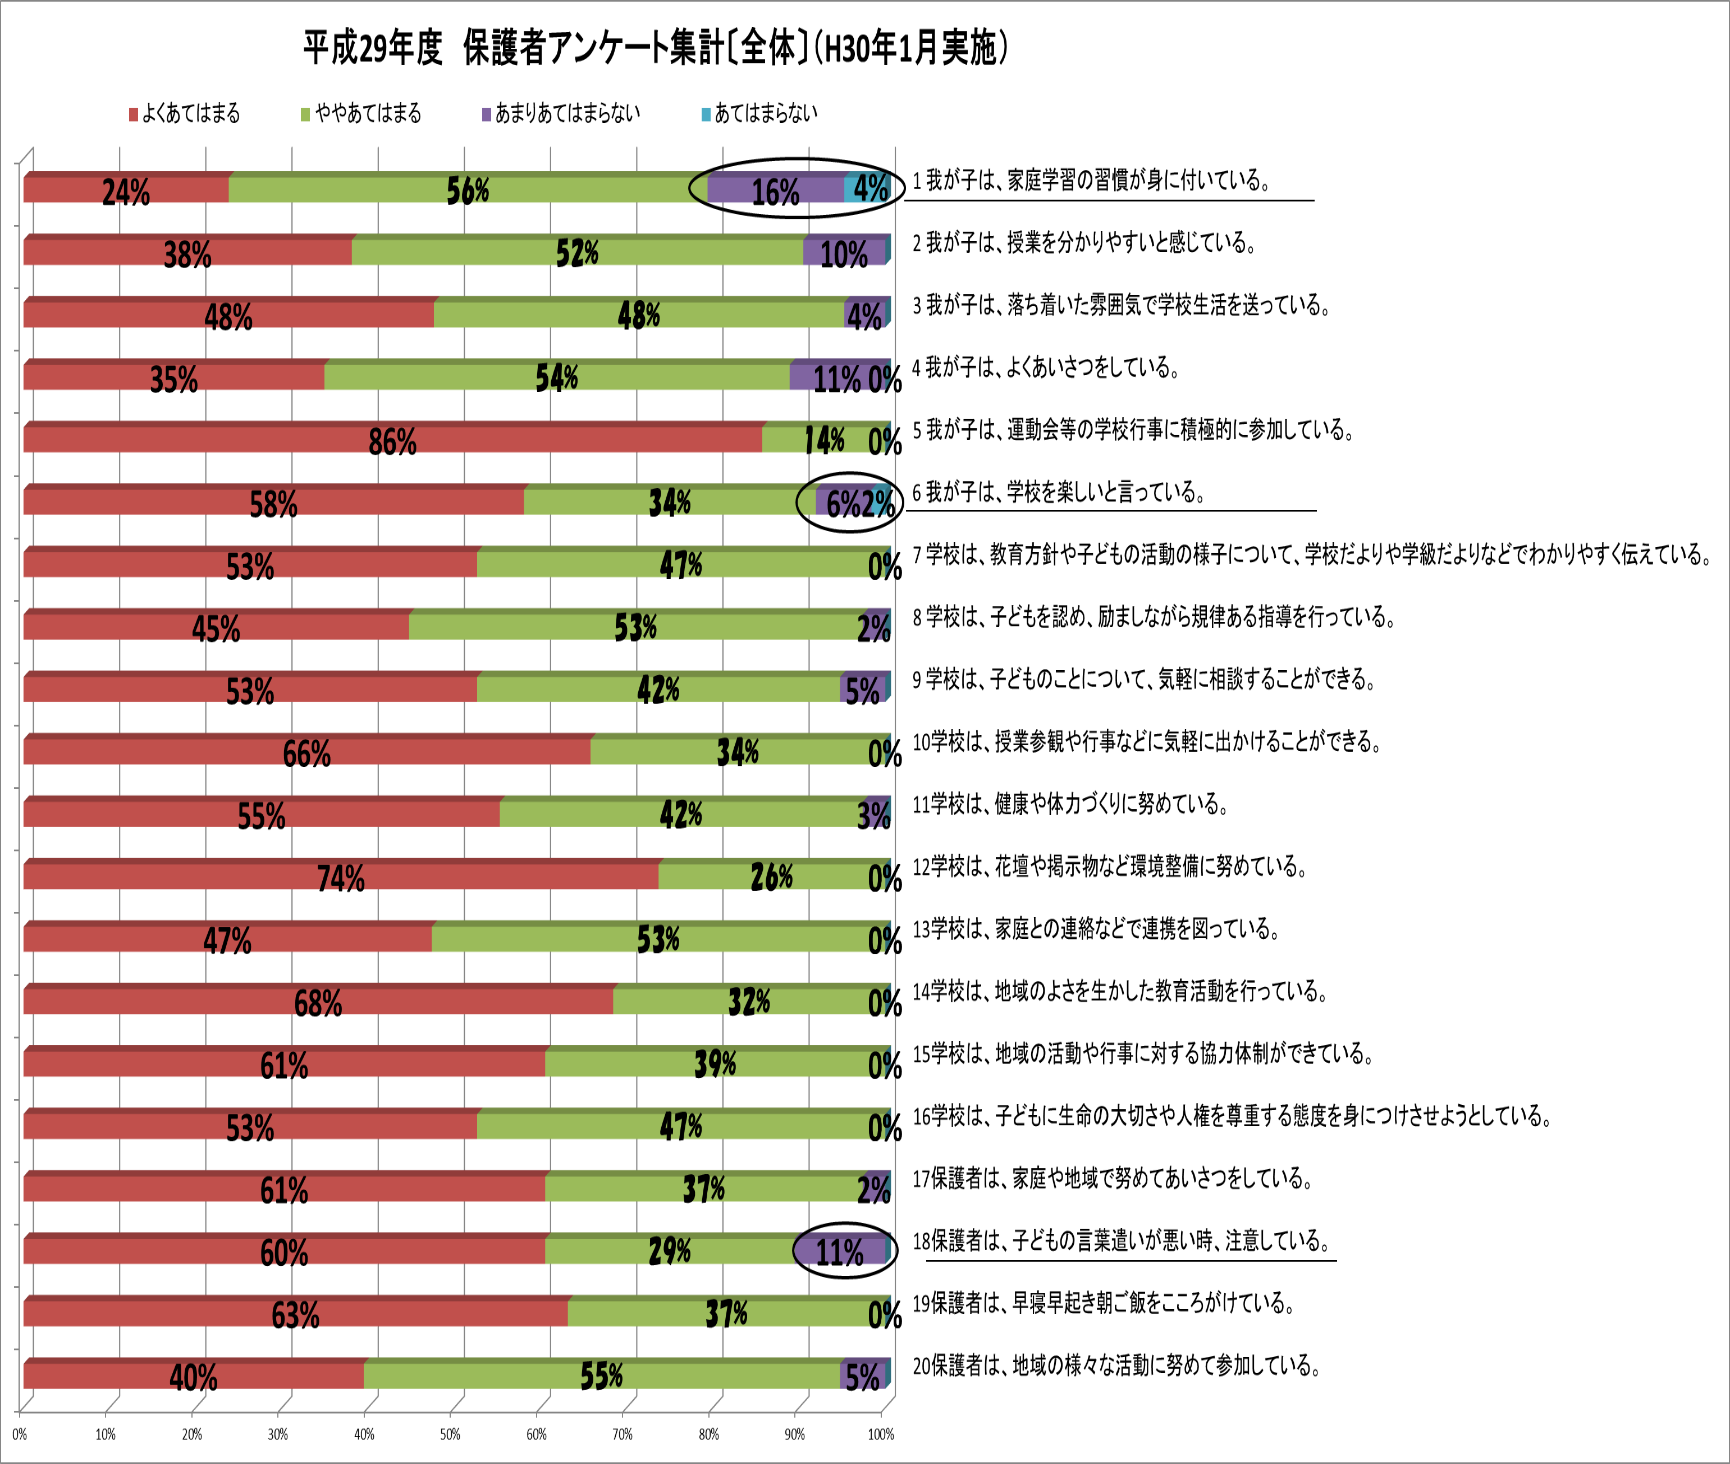 平成29年度　保護者アンケート集計〔全体〕（H30年1月実施）
よくあてはまる　ややあてはまる　あまりあてはまらない　あてはまらない
24% 56% 16% 4% 1 我が子は、家庭学習の習慣が身に付いている。
38% 52% 10% 2 我が子は、授業を分かりやすいと感じている。
48% 48% 4% 3 我が子は、落ち着いた雰囲気で学校生活を送っている。
35% 54% 11% 0% 4 我が子は、よくあいさつをしている。
86% 14% 0% 5 我が子は、運動会等の学校行事に積極的に参加している。
58% 34% 6% 2% 6 我が子は、学校を楽しいと言っている。
53% 47% 0% 7 学校は、教育方針や子どもの活動の様子について、学校だよりや学級だよりなどでわかりやすく伝えている。
45% 53% 2% 8 学校は、子どもを認め、励ましながら規律ある指導を行っている。
53% 42% 5% 9 学校は、子どものことについて、気軽に相談することができる。
66% 34% 0% 10学校は、授業参観や行事などに気軽に出かけることができる。
55% 42% 3% 11学校は、健康や体力づくりに努めている。
74% 26% 0% 12学校は、花壇や掲示物など環境整備に努めている。
47% 53% 0% 13学校は、家庭との連絡などで連携を図っている。
68% 32% 0% 14学校は、地域のよさを生かした教育活動を行っている。
61% 39% 0% 15学校は、地域の活動や行事に対する協力体制ができている。
53% 47% 0% 16学校は、子どもに生命の大切さや人権を尊重する態度を身につけさせようとしている。
61% 37% 2% 17保護者は、家庭や地域で努めてあいさつをしている。
60% 29% 11% 18保護者は、子どもの言葉遣いが悪い時、注意している。
63% 37% 0% 19保護者は、早寝早起き朝ご飯をこころがけている。
40% 55% 5% 20保護者は、地域の様々な活動に努めて参加している。
0% 10% 20% 30% 40% 50% 60% 70% 80% 90% 100%